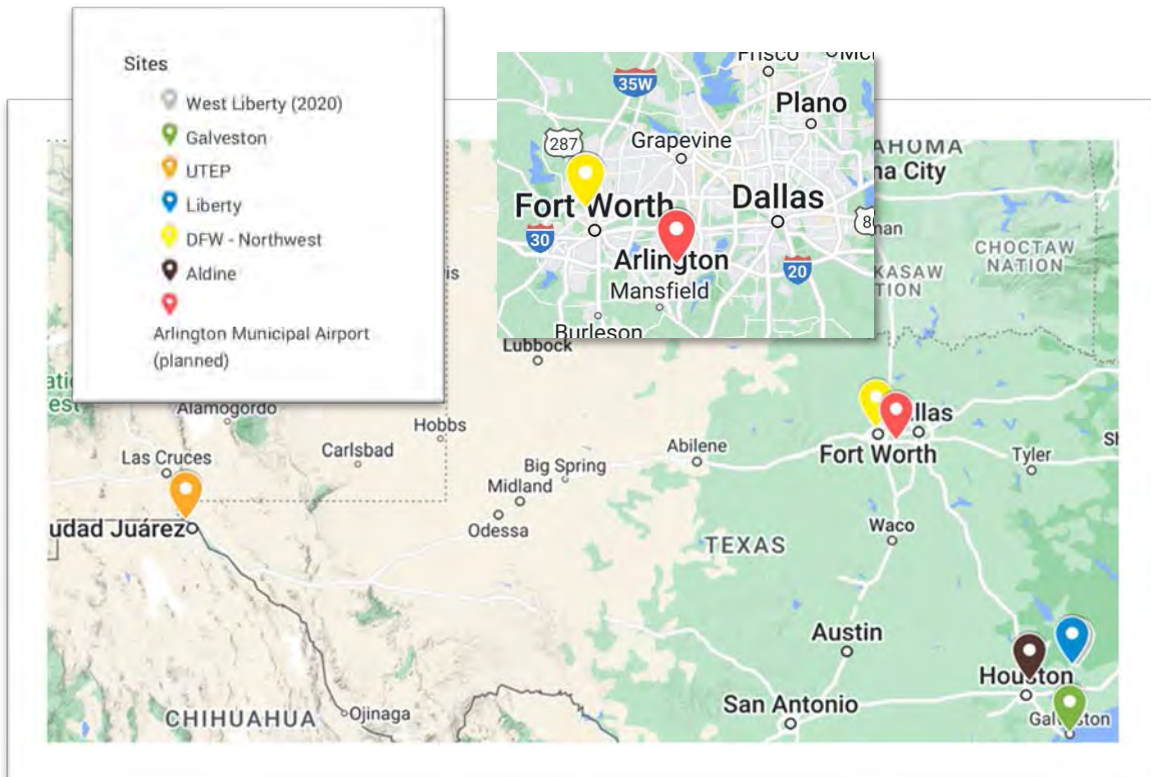 Sites
West Liberty (2020)
Galveston
UTEP
Liberty
DFW - Northwest
Aldine
Arlington Municipal Airport
(planned)
Frisco
35W
Plano
287
Grapevine
Fort Worth
Dallas
30
Arlington
20
Mansfield
Burleson
Lubbock
CHOCTAW
NATION
Alamogordo
Hobbs
Las Cruces
Carlsbad
Abilene
Big Spring
Midland
Odessa
Fort Worth
Tyler
Waco
TEXAS
Austin
Houston
San Antonio
CHIHUAHUA
Ojinaga